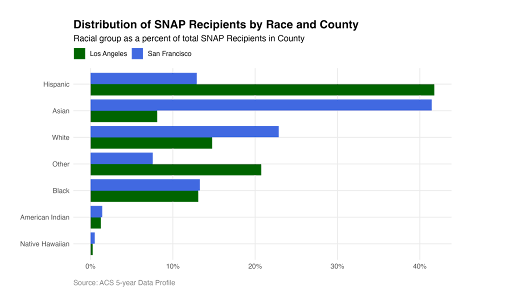 Distribution of SNAP Recipients by Race and County
Racial group as a percent of total SNAP Recipients in County
Los Angeles San Francisco
Hispanic
Asian
White
Other
Black
American Indian
Native Hawaiian
0% 10% 20% 30% 40%
Source: ACS 5-year Data Profile